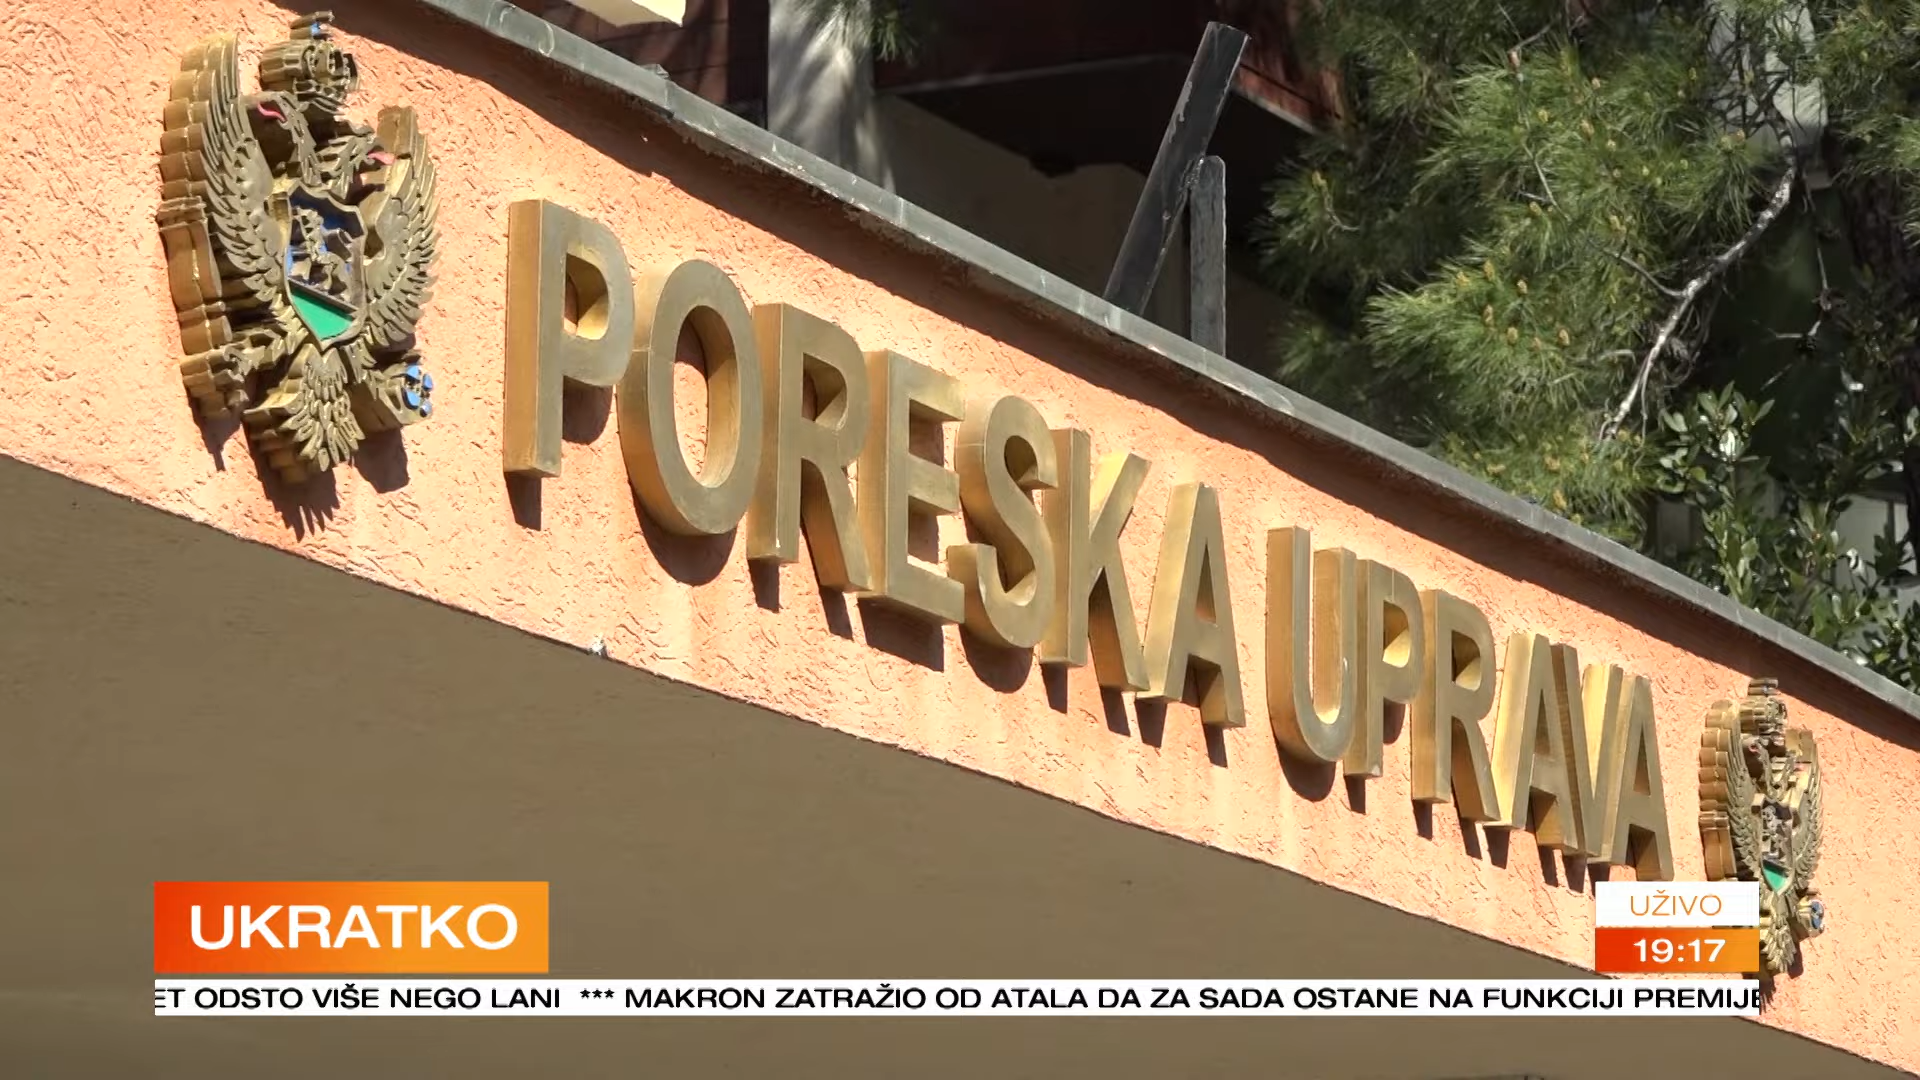 PORESKA UPRAVA
UKRATKO
UŽIVO
19:17
ET ODSTO VIŠE NEGO LANI *** MAKRON ZATRAŽIO OD ATALA DA ZA SADA OSTANE NA FUNKCIJI PREMIJE